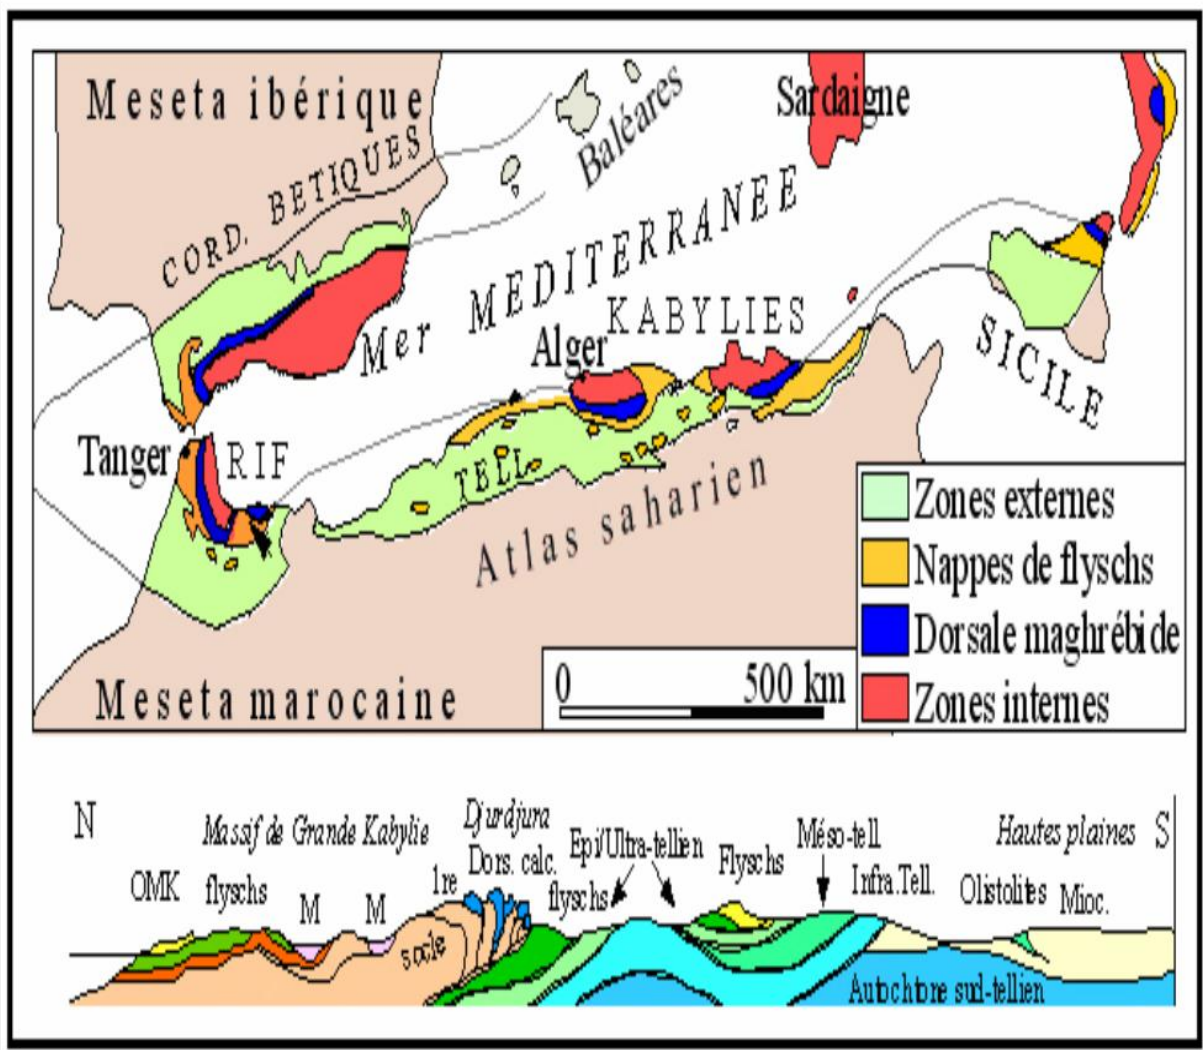 Meseta ibérique
Sardaigne
Baléares
CORD. BETIQUES
Mer MEDITERRANEE
KABYLIES
Alger
SICILE
Tanger
RIF
TELL
Atlas saharien
Meseta marocaine
0 500 km
Zones externes
Nappes de flyschs
Dorsale maghrébide
Zones internes
N
Massif de Grande Kabylie
Djurdjura
Dors. calc.
Epi/Ultra-tellien
Flyschs
Méso-tell.
Hautes plaines
S
OMK
flyschs
M
M
1re
flyschs
Infra.Tell.
Olistolites
Mioc.
socle
Autochtone sud-tellien